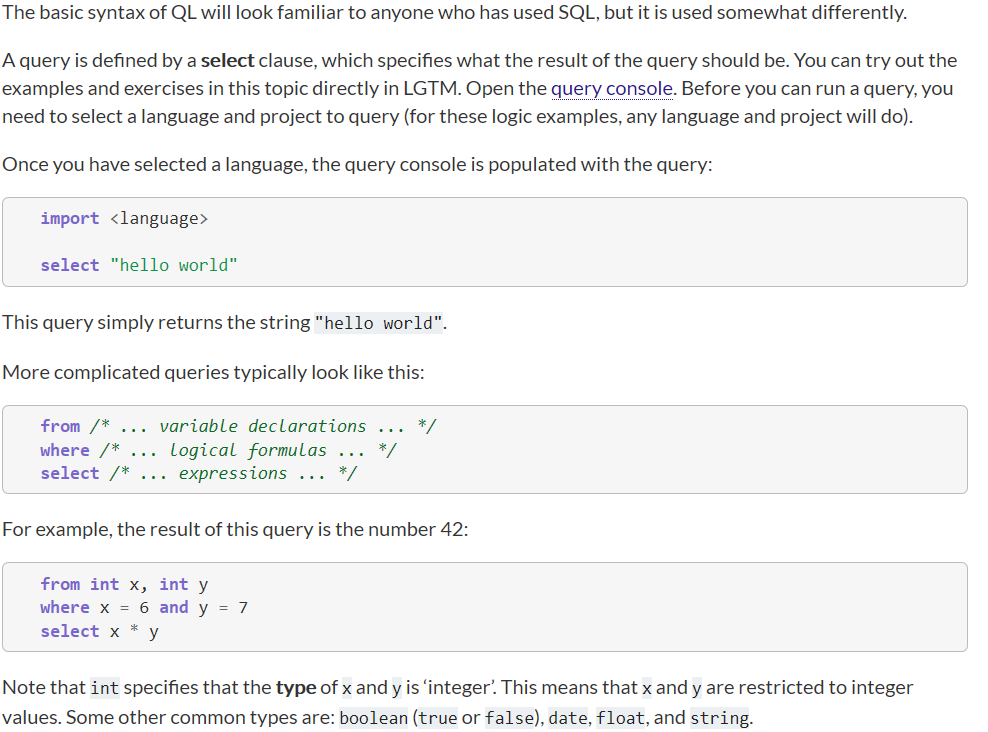 The basic syntax of QL will look familiar to anyone who has used SQL, but it is used somewhat differently.
A query is defined by a select clause, which specifies what the result of the query should be. You can try out the
examples and exercises in this topic directly in LGTM. Open the query console. Before you can run a query, you
need to select a language and project to query (for these logic examples, any language and project will do).
Once you have selected a language, the query console is populated with the query:
import <language>
select "hello world"
This query simply returns the string "hello world".
More complicated queries typically look like this:
from /* ... variable declarations ... */
where /* ... logical formulas ... */
select /* ... expressions ... */
For example, the result of this query is the number 42:
from int x, int y
where x = 6 and y = 7
select x * y
Note that int specifies that the type of x and y is ‘integer’. This means that x and y are restricted to integer
values. Some other common types are: boolean (true or false), date, float, and string.